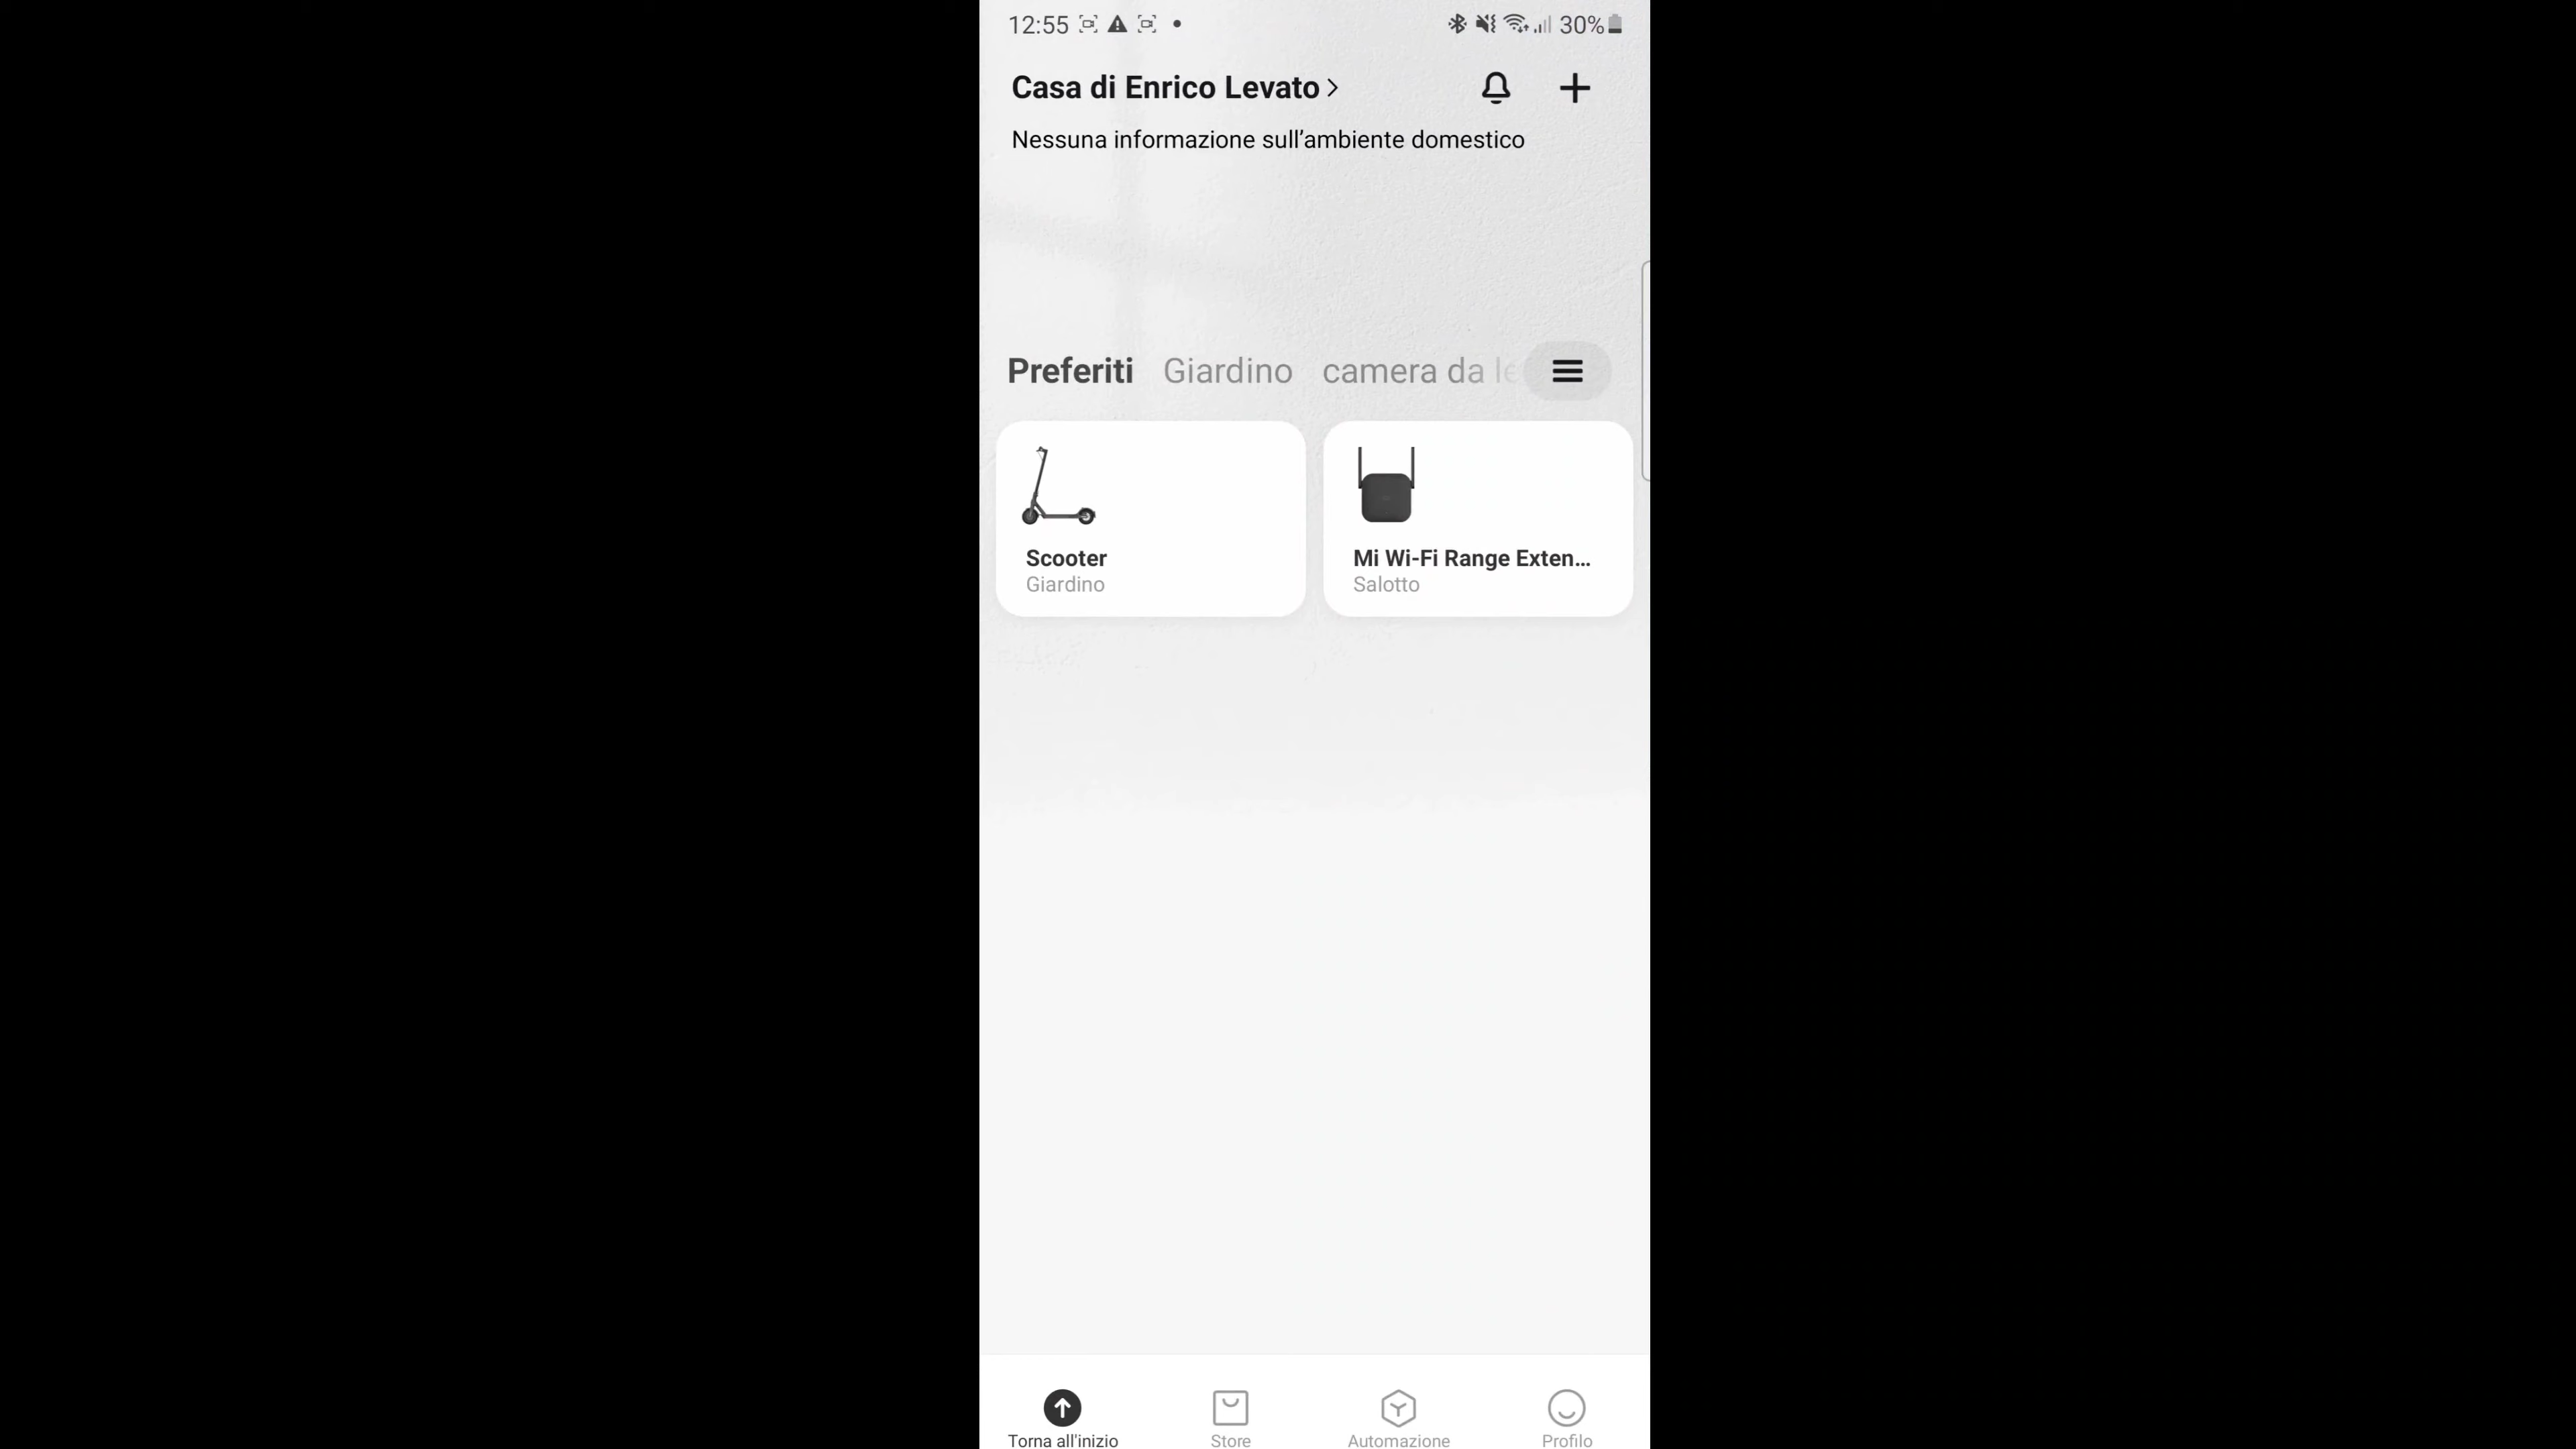 12:55
30%
Casa di Enrico Levato
Nessuna informazione sull'ambiente domestico
Preferiti Giardino camera da le
Scooter
Giardino
Mi Wi-Fi Range Exten...
Salotto
Torna all'inizio
Store
Automazione
Profilo